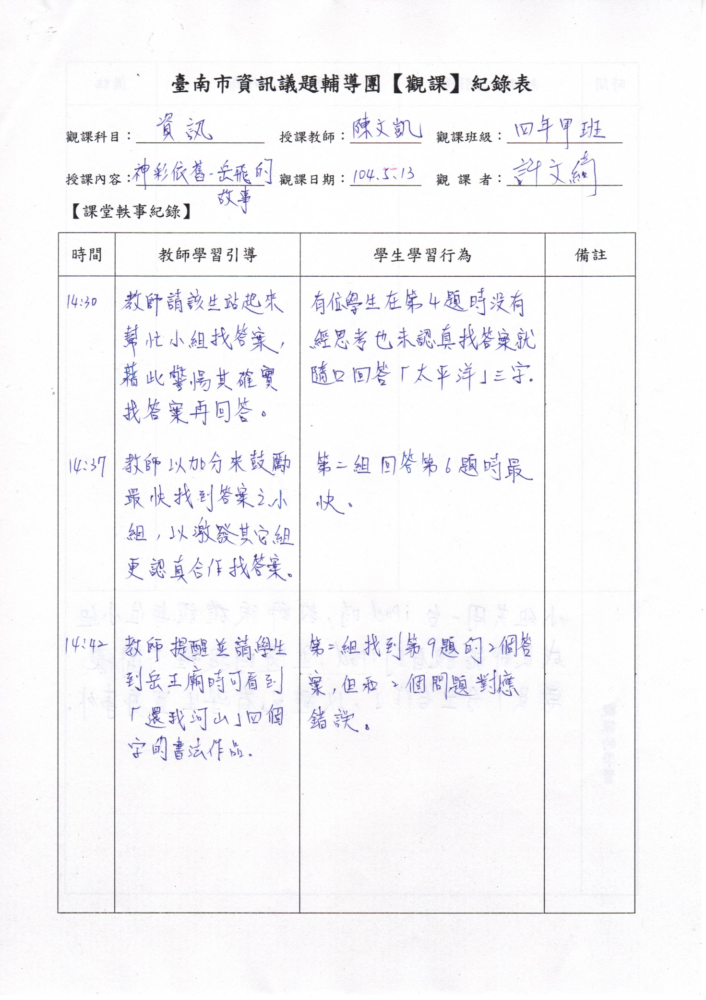 臺南市資訊議題輔導團【觀課】紀錄表
觀課科目：資訊 授課教師：陳文凱 觀課班級：四年甲班
授課內容：神彩依舊-岳飛的故事 觀課日期：104.5.13 觀課者：許文綺
【課堂軼事紀錄】
時間 教師學習引導 學生學習行為 備註
14:30
教師請該生站起來
幫忙小組找答案，
藉此警惕其確實
找答案再回答。
有位學生在第4題時沒有
經思考也未認真找答案就
隨口回答「太平洋」三字.
14:37
教師以加分來鼓勵
最快找到答案之小
組，以激發其它組
更認真合作找答案。
第二組回答第6題時最
快。
14:42
教師提醒並請學生
到岳王廟時可看到
「還我河山」四個
字的書法作品.
第二組找到第9題的2個答
案，但和2個問題對應
錯誤。